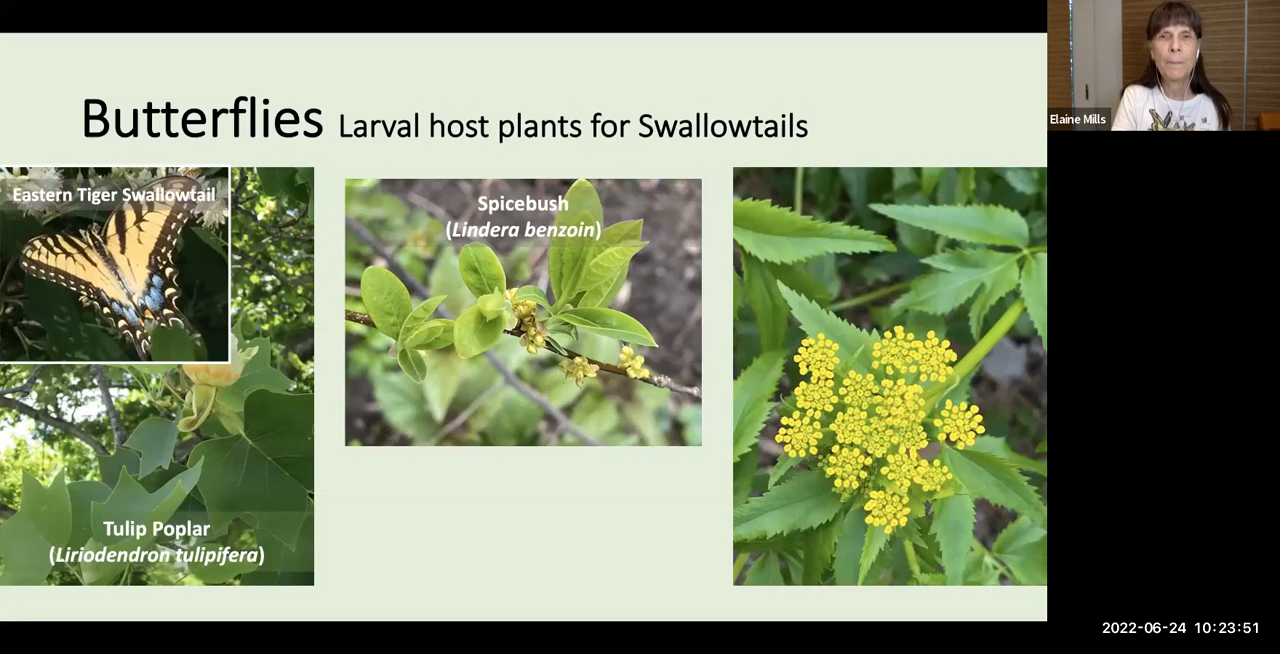 Butterflies Larval host plants for Swallowtails
Eastern Tiger Swallowtail
Tulip Poplar
(Liriodendron tulipifera)
Spicebush
(Lindera benzoin)
Elaine Mills
2022-06-24 10:23:51